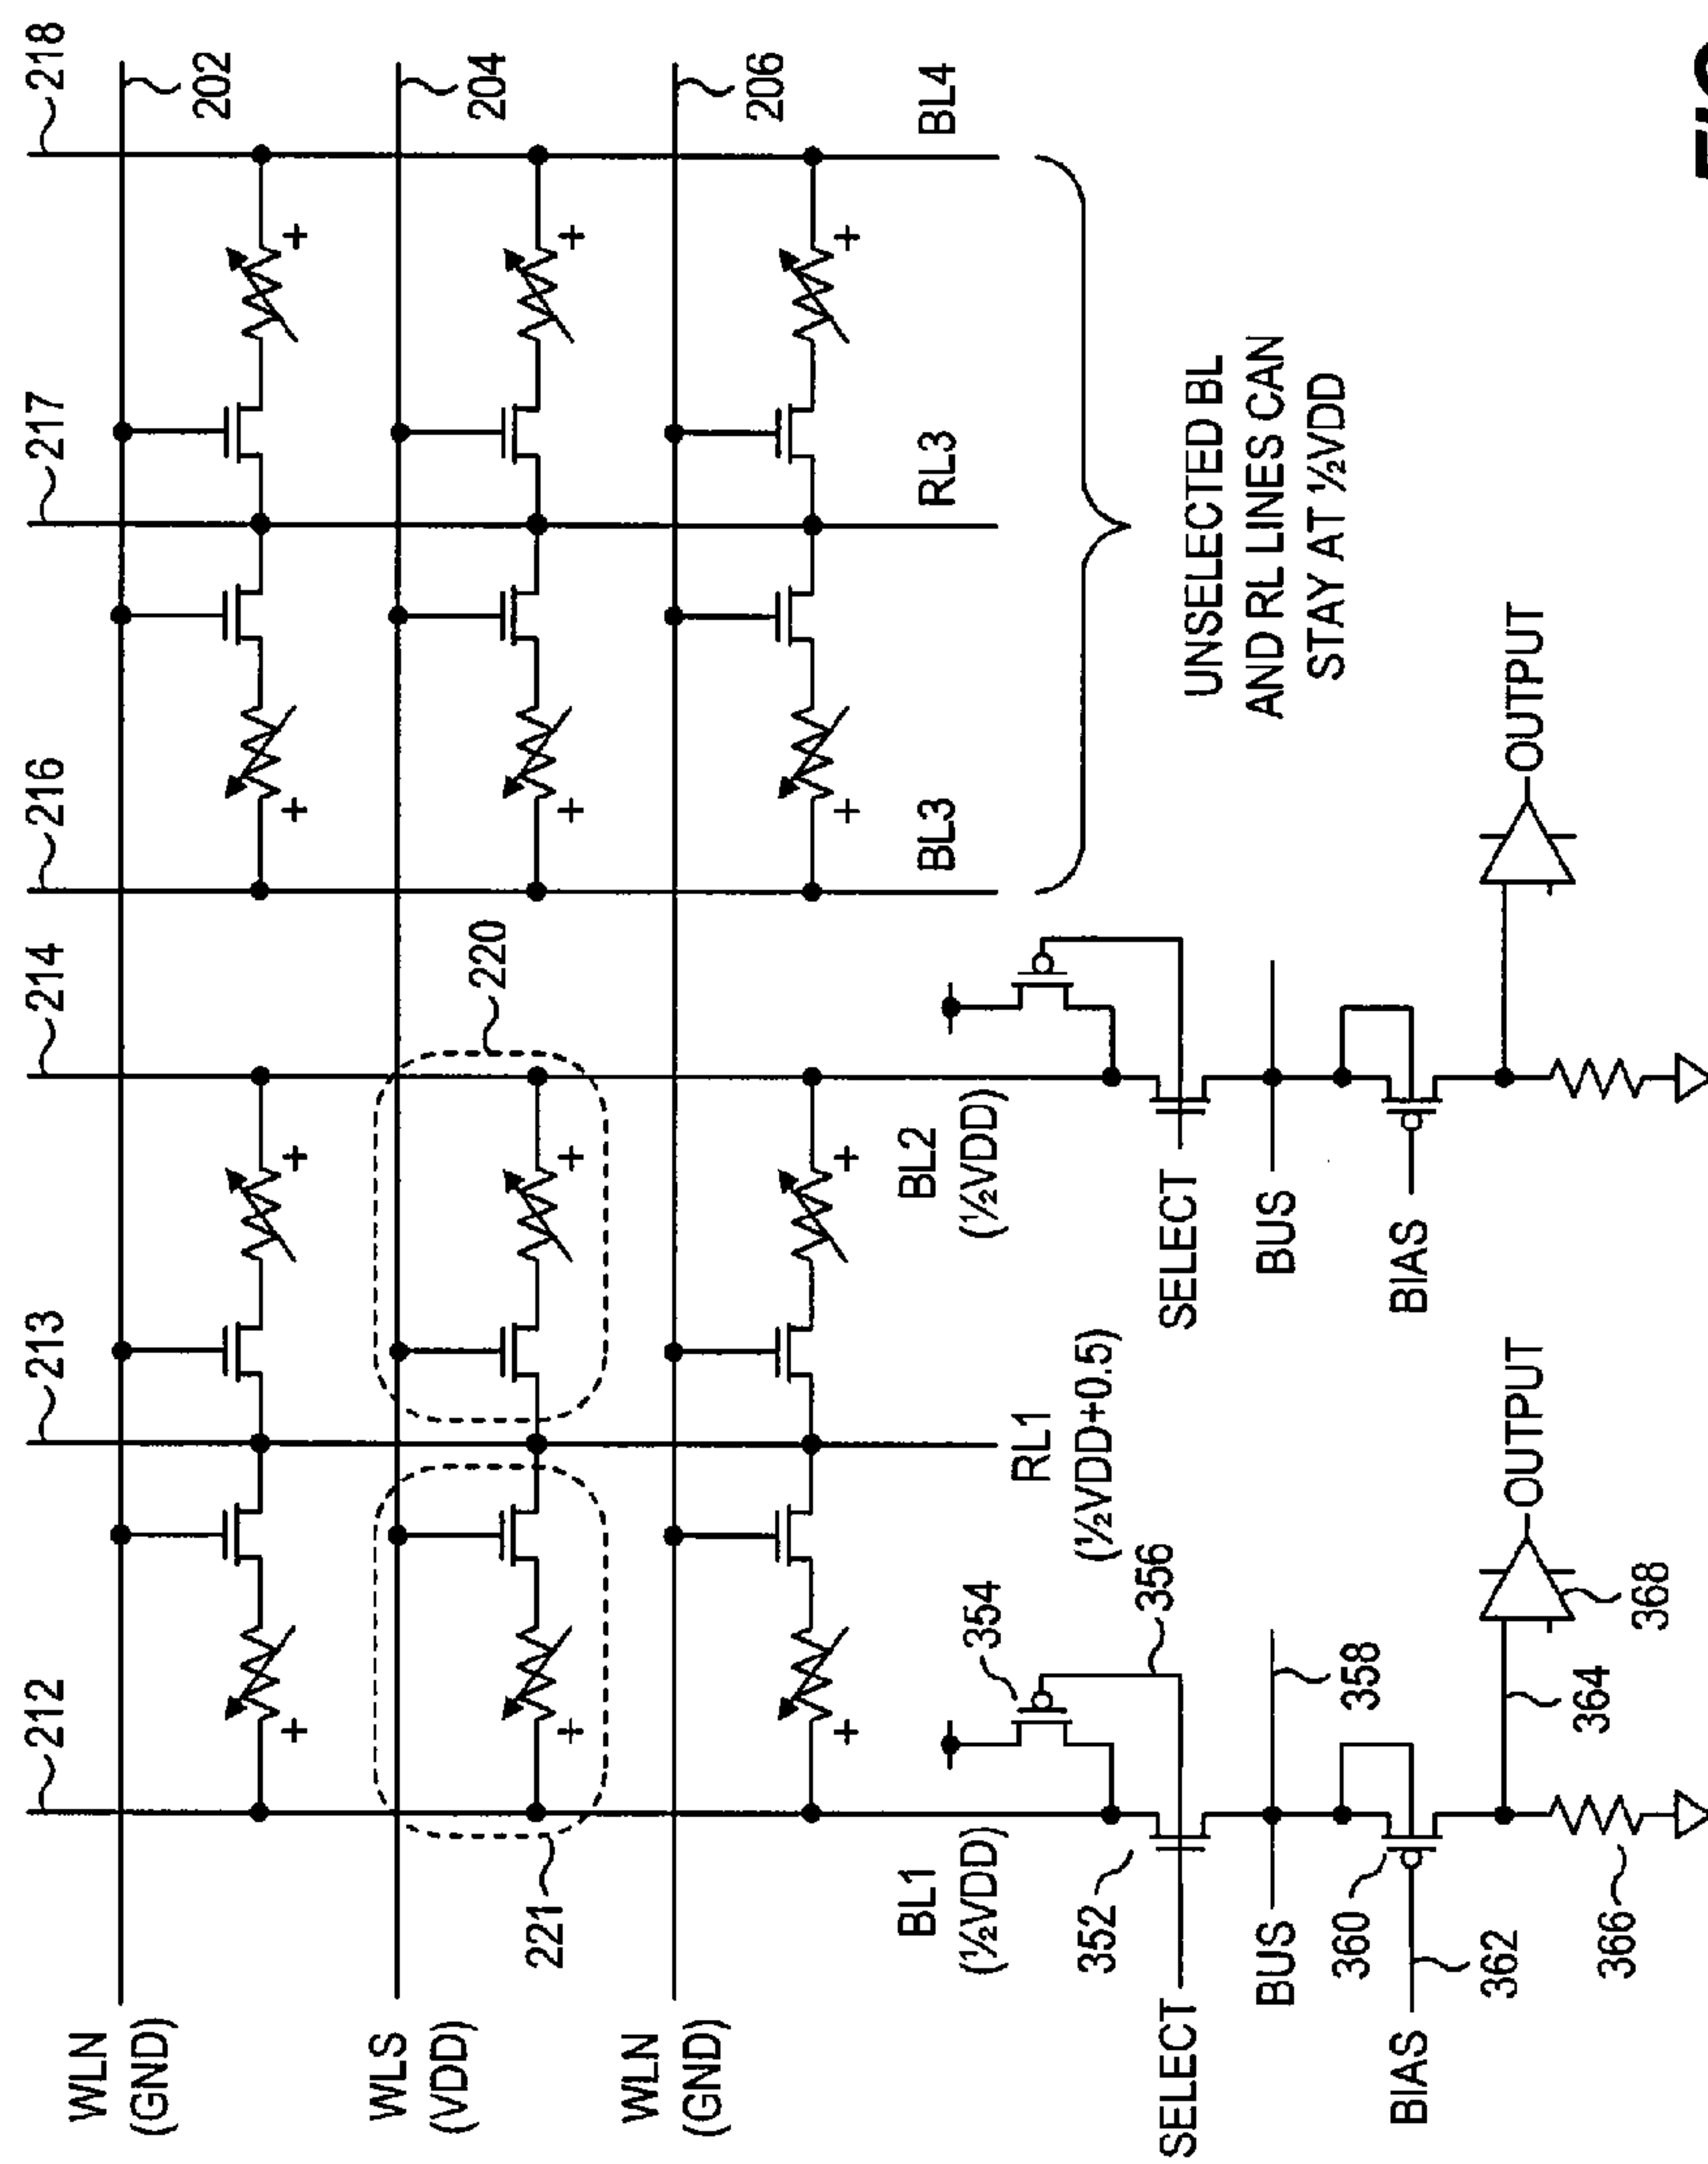 218
217
216
214
213
212
202
204
206
220
221
WLN
(GND)
WLS
(VDD)
WLN
(GND)
BL1
(½VDD)
RL1
(½VDD+0.5)
BL2
(½VDD)
BL3
RL3
BL4
UNSELECTED BL
AND RL LINES CAN
STAY AT ½VDD
354
356
352
SELECT
SELECT
BUS
358
BUS
360
BIAS
362
BIAS
364
366
368
OUTPUT
OUTPUT